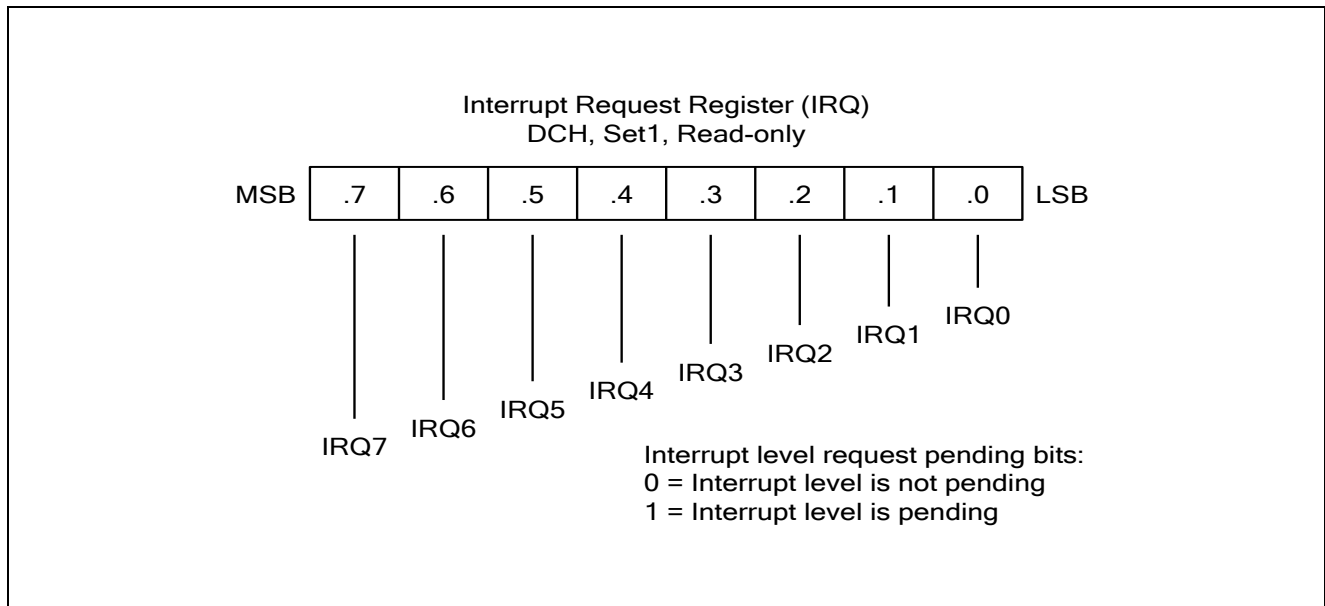 Interrupt Request Register (IRQ)
DCH, Set1, Read-only
MSB .7 .6 .5 .4 .3 .2 .1 .0 LSB
IRQ0
IRQ1
IRQ2
IRQ3
IRQ4
IRQ5
IRQ6
IRQ7
Interrupt level request pending bits:
0 = Interrupt level is not pending
1 = Interrupt level is pending